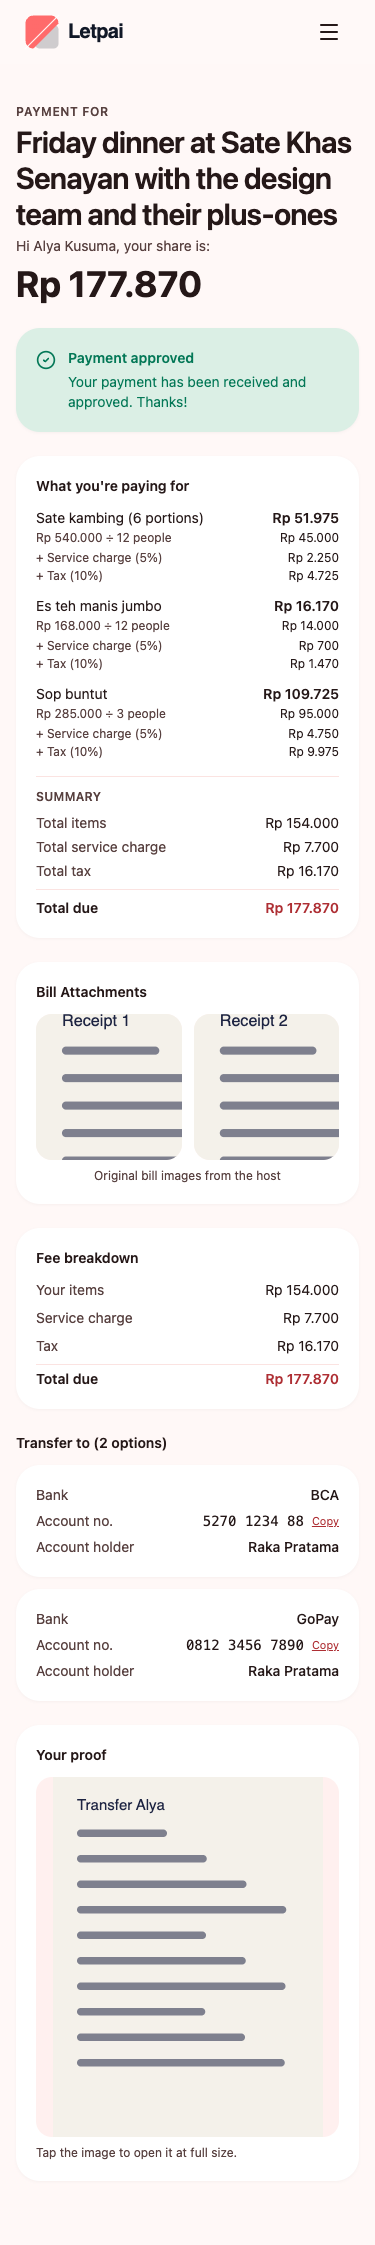 Letpai
PAYMENT FOR
Friday dinner at Sate Khas
Senayan with the design
team and their plus-ones
Hi Alya Kusuma, your share is:
Rp 177.870
Payment approved
Your payment has been received and
approved. Thanks!
What you're paying for
Sate kambing (6 portions) Rp 51.975
Rp 540.000 ÷ 12 people Rp 45.000
+ Service charge (5%) Rp 2.250
+ Tax (10%) Rp 4.725
Es teh manis jumbo Rp 16.170
Rp 168.000 ÷ 12 people Rp 14.000
+ Service charge (5%) Rp 700
+ Tax (10%) Rp 1.470
Sop buntut Rp 109.725
Rp 285.000 ÷ 3 people Rp 95.000
+ Service charge (5%) Rp 4.750
+ Tax (10%) Rp 9.975
SUMMARY
Total items Rp 154.000
Total service charge Rp 7.700
Total tax Rp 16.170
Total due Rp 177.870
Bill Attachments
Receipt 1 Receipt 2
Original bill images from the host
Fee breakdown
Your items Rp 154.000
Service charge Rp 7.700
Tax Rp 16.170
Total due Rp 177.870
Transfer to (2 options)
Bank BCA
Account no. 5270 1234 88 Copy
Account holder Raka Pratama
Bank GoPay
Account no. 0812 3456 7890 Copy
Account holder Raka Pratama
Your proof
Transfer Alya
Tap the image to open it at full size.